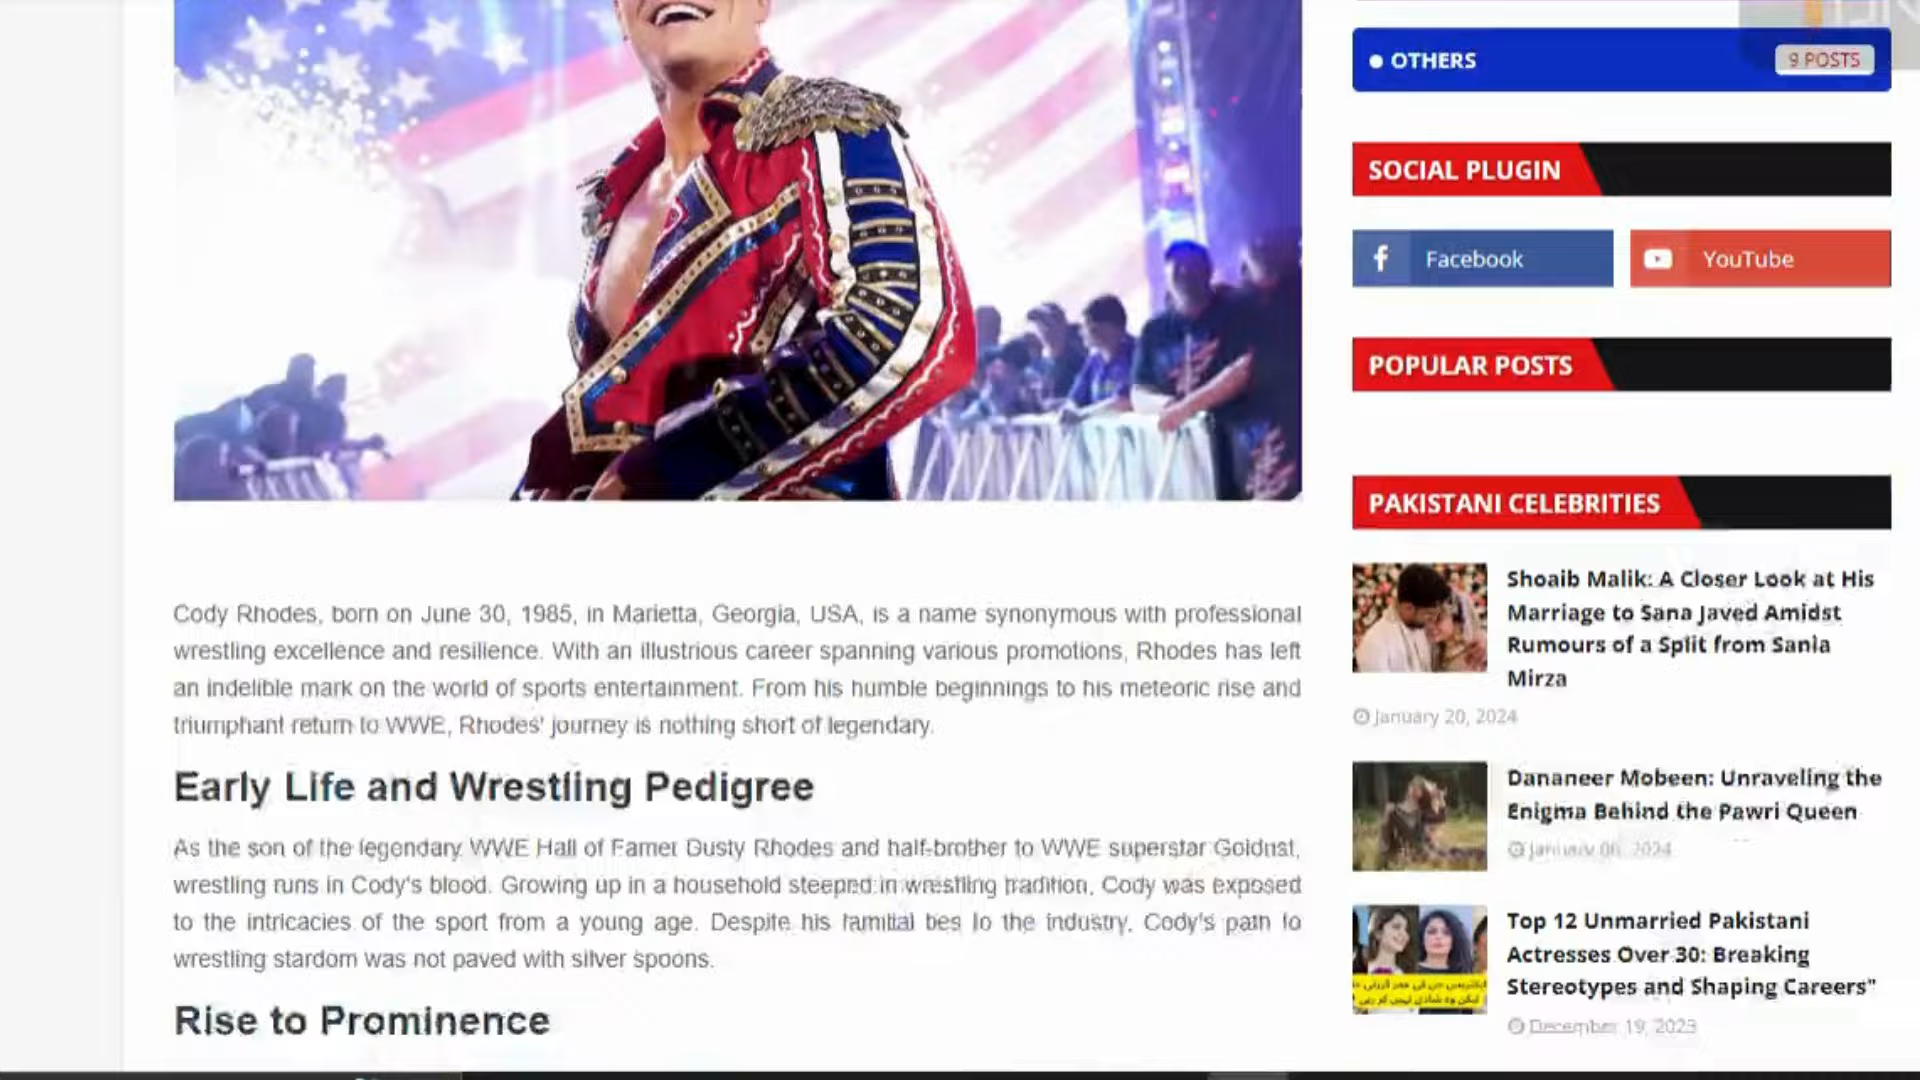 OTHERS
9 POSTS
SOCIAL PLUGIN
Facebook
YouTube
POPULAR POSTS
PAKISTANI CELEBRITIES
Shoaib Malik: A Closer Look at His
Marriage to Sana Javed Amidst
Rumours of a Split from Sania
Mirza
January 20, 2024
Dananeer Mobeen: Unraveling the
Enigma Behind the Pawri Queen
January 06, 2024
Top 12 Unmarried Pakistani
Actresses Over 30: Breaking
Stereotypes and Shaping Careers"
December 19, 2023
Cody Rhodes, born on June 30, 1985, in Marietta, Georgia, USA, is a name synonymous with professional
wrestling excellence and resilience. With an illustrious career spanning various promotions, Rhodes has left
an indelible mark on the world of sports entertainment. From his humble beginnings to his meteoric rise and
triumphant return to WWE, Rhodes' journey is nothing short of legendary.
Early Life and Wrestling Pedigree
As the son of the legendary WWE Hall of Famer Dusty Rhodes and half-brother to WWE superstar Goldust,
wrestling runs in Cody's blood. Growing up in a household steeped in wrestling tradition, Cody was exposed
to the intricacies of the sport from a young age. Despite his familial ties to the industry, Cody's path to
wrestling stardom was not paved with silver spoons.
Rise to Prominence